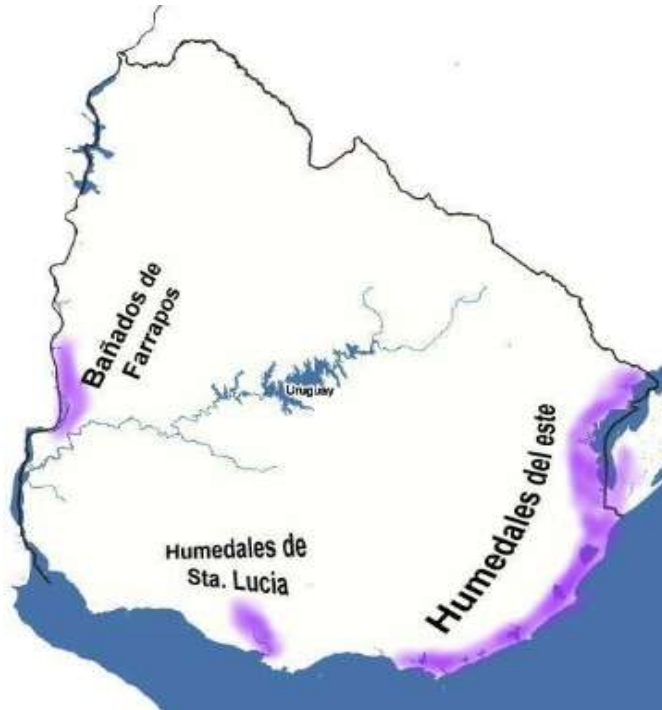 Bañados de
Farrapos
Uruguay
Humedales del este
Humedales de
Sta. Lucia